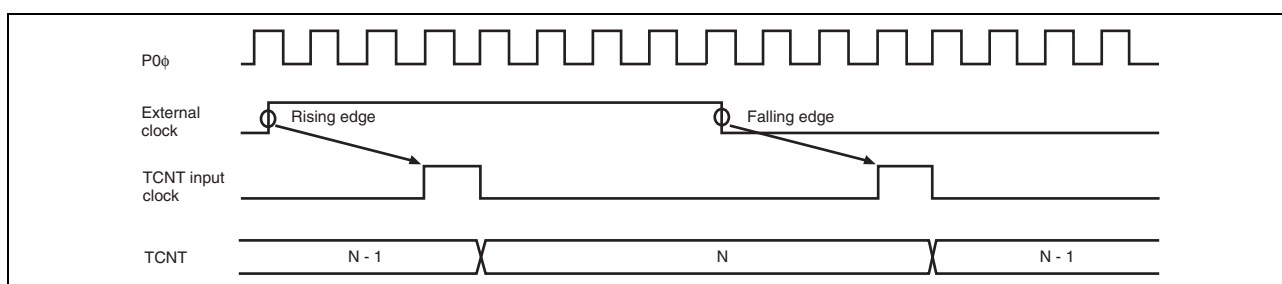 P0ϕ
External
clock
Rising edge
Falling edge
TCNT input
clock
TCNT
N - 1
N
N - 1